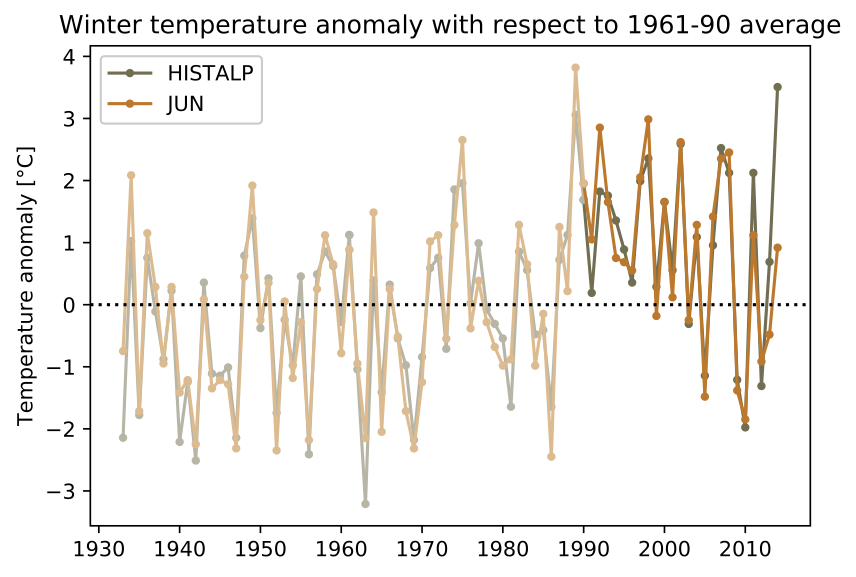 Winter temperature anomaly with respect to 1961-90 average
Temperature anomaly [°C]
HISTALP
JUN
4
3
2
1
0
−1
−2
−3
1930 1940 1950 1960 1970 1980 1990 2000 2010